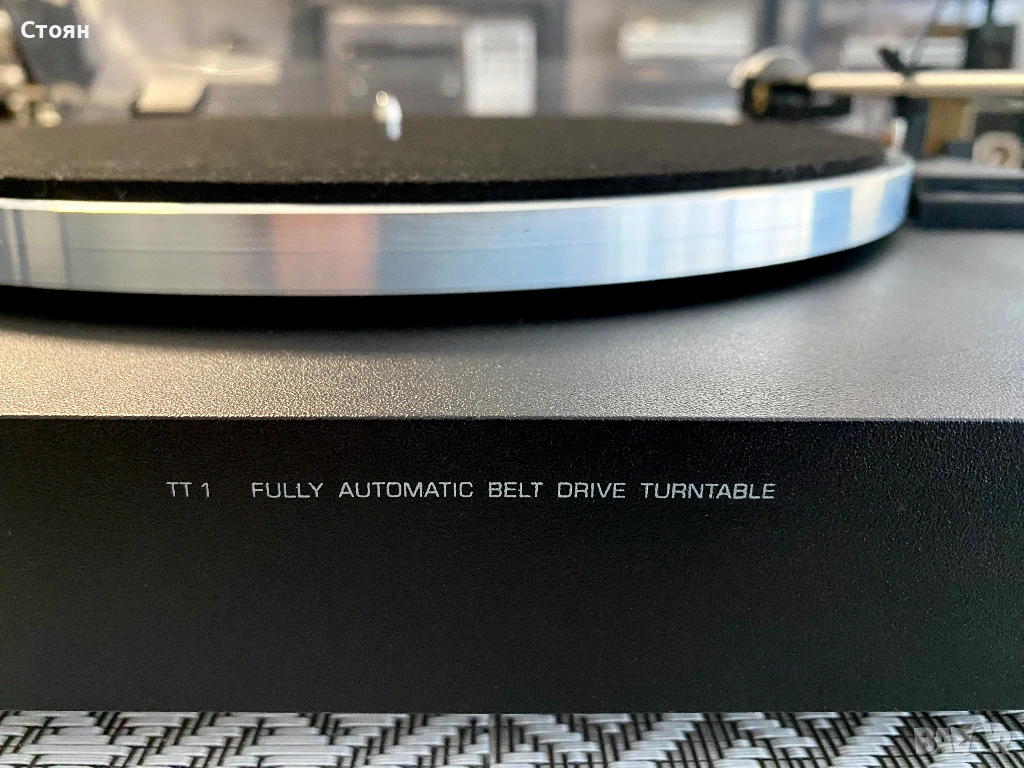 Стоян
TT 1 FULLY AUTOMATIC BELT DRIVE TURNTABLE